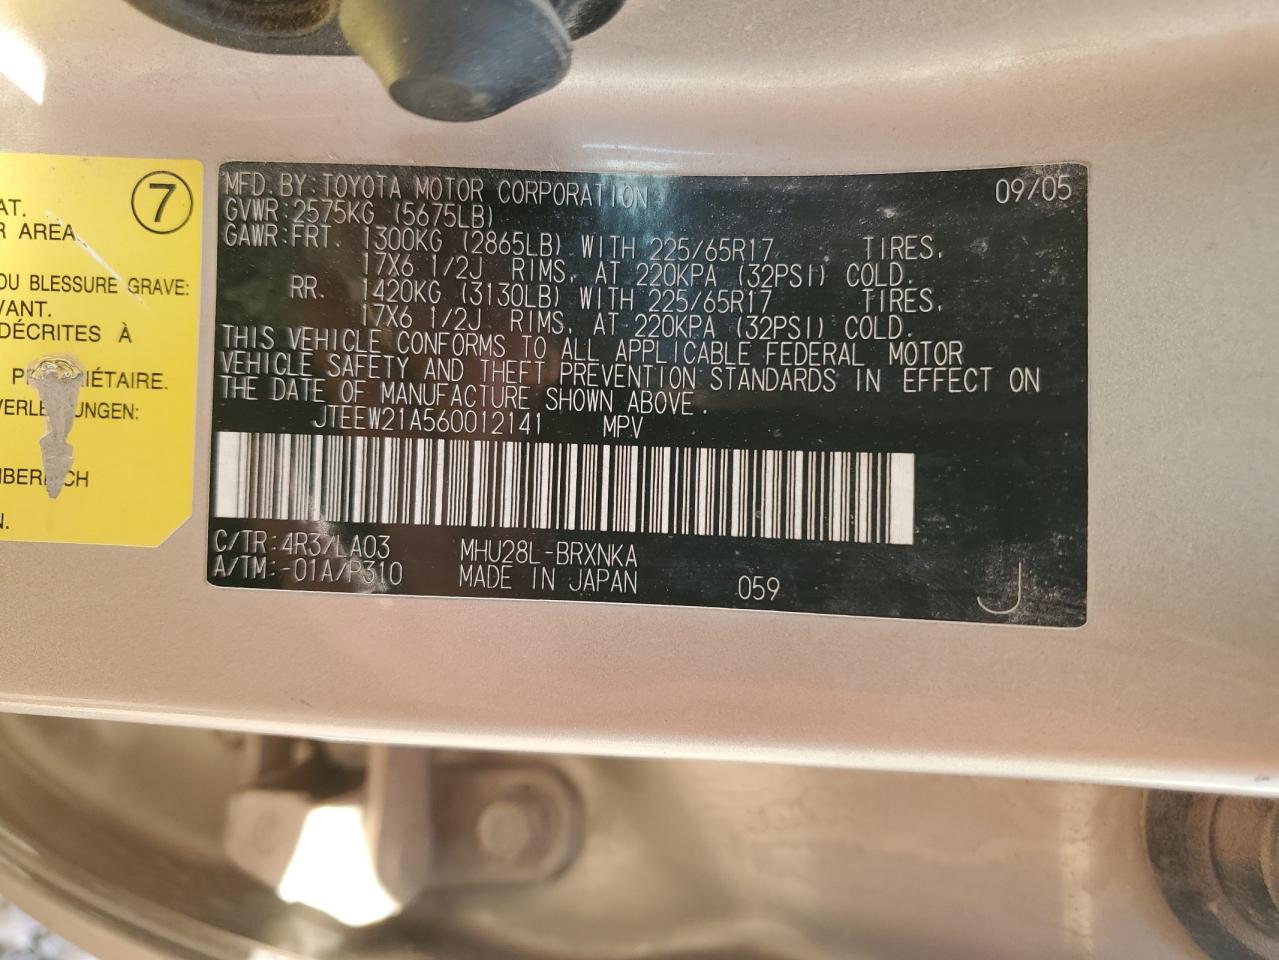 7
AT.
R AREA
OU BLESSURE GRAVE:
VANT.
DÉCRITES À
UNGEN:
N.
MFD. BY: TOYOTA MOTOR CORPORATION 09/05
GVWR: 2575KG (5675LB)
GAWR: FRT. 1300KG (2865LB) WITH 225/65R17 TIRES,
17X6 1/2J RIMS, AT 220KPA (32PSI) COLD.
RR. 1420KG (3130LB) WITH 225/65R17 TIRES,
17X6 1/2J RIMS, AT 220KPA (32PSI) COLD.
THIS VEHICLE CONFORMS TO ALL APPLICABLE FEDERAL MOTOR
VEHICLE SAFETY AND THEFT PREVENTION STANDARDS IN EFFECT ON
THE DATE OF MANUFACTURE SHOWN ABOVE.
JTEEW21A560012141 MPV
C/TR: 4R3/LA03 MHU28L-BRXNKA
A/TM: -01A/P310 MADE IN JAPAN 059 J